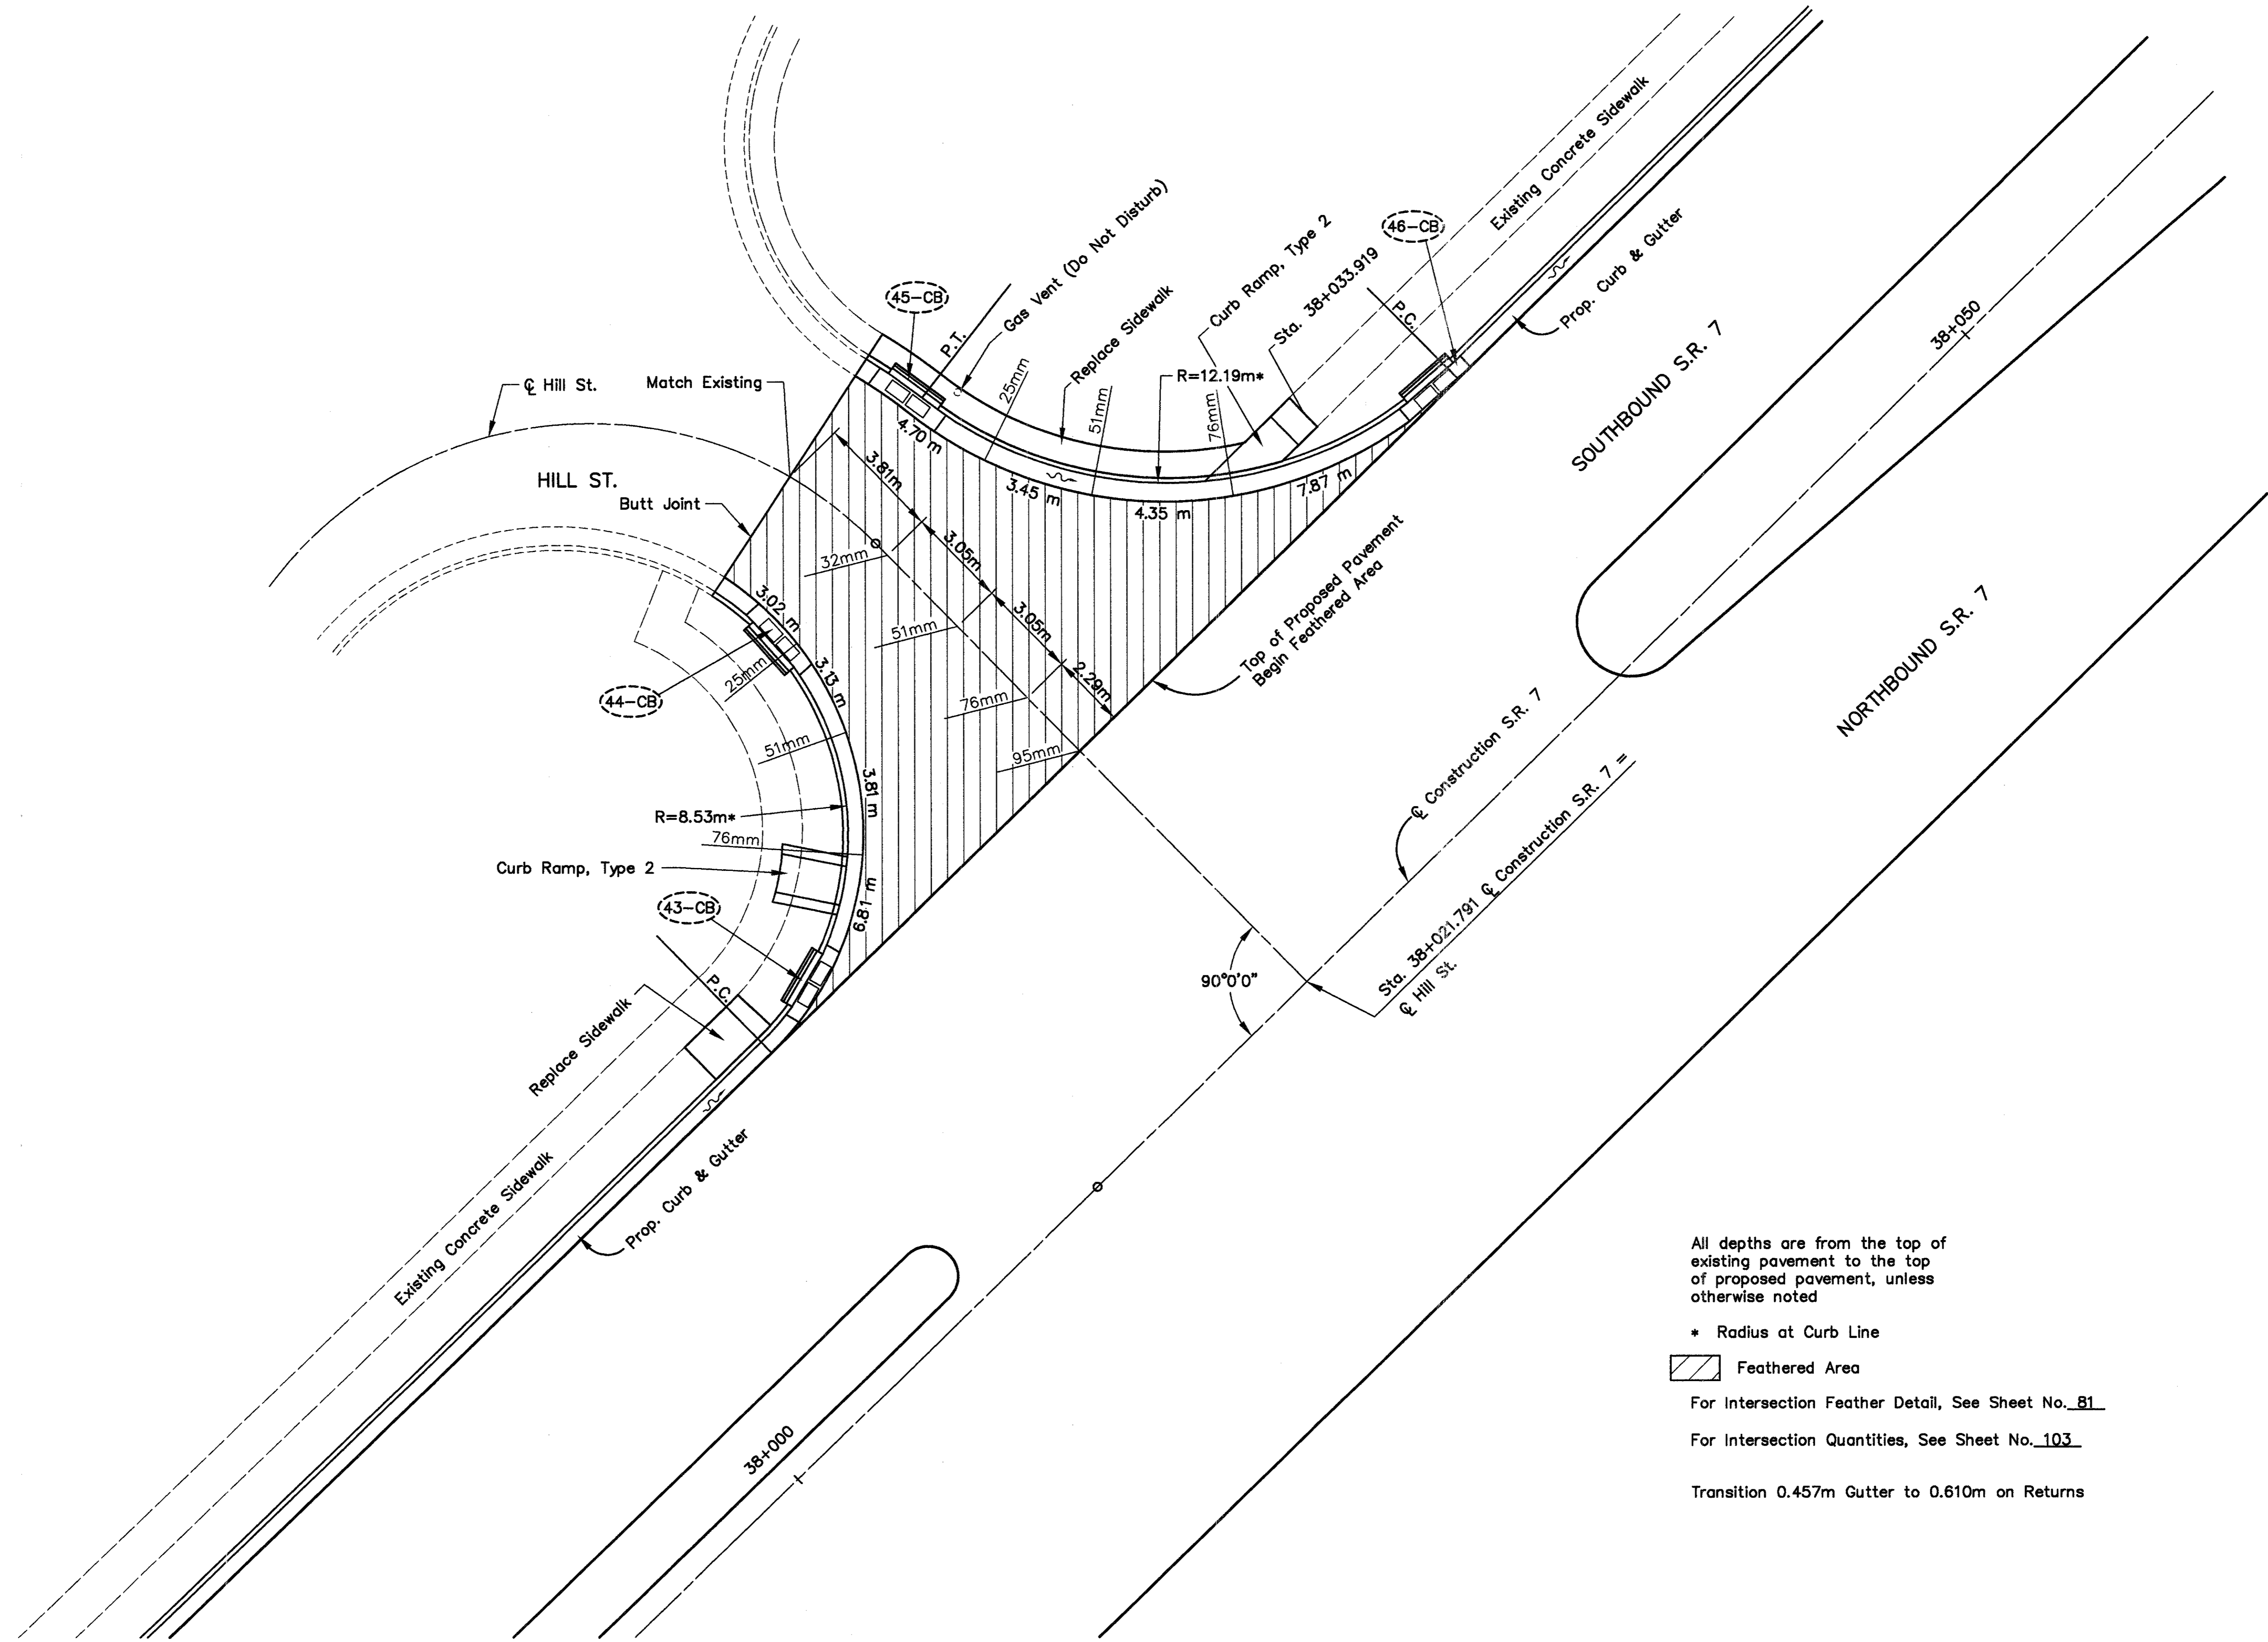 Existing Concrete Sidewalk
46-CB
Curb Ramp, Type 2
Sta. 38+033.919
P.C.
Prop. Curb & Gutter
Gas Vent (Do Not Disturb)
45-CB
P.T.
Replace Sidewalk
25mm
51mm
76mm
R=12.19m*
38+050
SOUTHBOUND S.R. 7
℄ Hill St.
Match Existing
HILL ST.
Butt Joint
4.70 m
3.45 m
4.35 m
7.87 m
3.81m
3.05m
3.05m
2.29m
32mm
51mm
76mm
95mm
Top of Proposed Pavement
Begin Feathered Area
3.02 m
3.13 m
3.81 m
6.81 m
25mm
51mm
76mm
44-CB
R=8.53m*
Curb Ramp, Type 2
43-CB
P.C.
Replace Sidewalk
NORTHBOUND S.R. 7
℄ Construction S.R. 7
Sta. 38+021.791 ℄ Construction S.R. 7 =
℄ Hill St.
90°0'0"
Existing Concrete Sidewalk
Prop. Curb & Gutter
38+000
All depths are from the top of
existing pavement to the top
of proposed pavement, unless
otherwise noted
* Radius at Curb Line
Feathered Area
For Intersection Feather Detail, See Sheet No. 81
For Intersection Quantities, See Sheet No. 103
Transition 0.457m Gutter to 0.610m on Returns